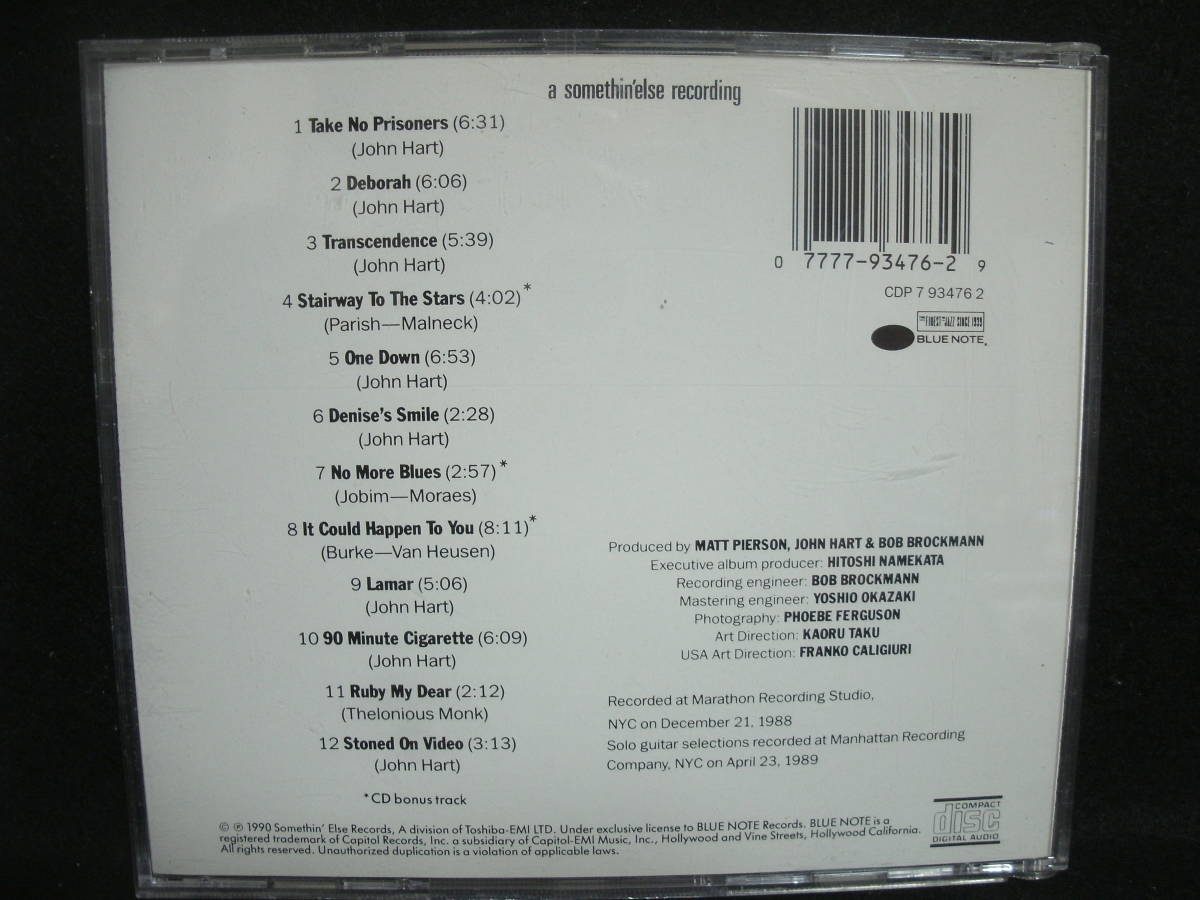 a somethin'else recording
1 Take No Prisoners (6:31)
(John Hart)
2 Deborah (6:06)
(John Hart)
3 Transcendence (5:39)
(John Hart)
4 Stairway To The Stars (4:02)*
(Parish—Malneck)
5 One Down (6:53)
(John Hart)
6 Denise's Smile (2:28)
(John Hart)
7 No More Blues (2:57)*
(Jobim—Moraes)
8 It Could Happen To You (8:11)*
(Burke—Van Heusen)
9 Lamar (5:06)
(John Hart)
10 90 Minute Cigarette (6:09)
(John Hart)
11 Ruby My Dear (2:12)
(Thelonious Monk)
12 Stoned On Video (3:13)
(John Hart)
*CD bonus track
0 7777-93476-2 9
CDP 7 93476 2
THE FINEST IN JAZZ SINCE 1939
BLUE NOTE
Produced by MATT PIERSON, JOHN HART & BOB BROCKMANN
Executive album producer: HITOSHI NAMEKATA
Recording engineer: BOB BROCKMANN
Mastering engineer: YOSHIO OKAZAKI
Photography: PHOEBE FERGUSON
Art Direction: KAORU TAKU
USA Art Direction: FRANKO CALIGIURI
Recorded at Marathon Recording Studio,
NYC on December 21, 1988
Solo guitar selections recorded at Manhattan Recording
Company, NYC on April 23, 1989
© ℗ 1990 Somethin' Else Records, A division of Toshiba-EMI LTD. Under exclusive license to BLUE NOTE Records. BLUE NOTE is a
registered trademark of Capitol Records, Inc. a subsidiary of Capitol-EMI Music, Inc., Hollywood and Vine Streets, Hollywood California.
All rights reserved. Unauthorized duplication is a violation of applicable laws.
COMPACT
disc
DIGITAL AUDIO